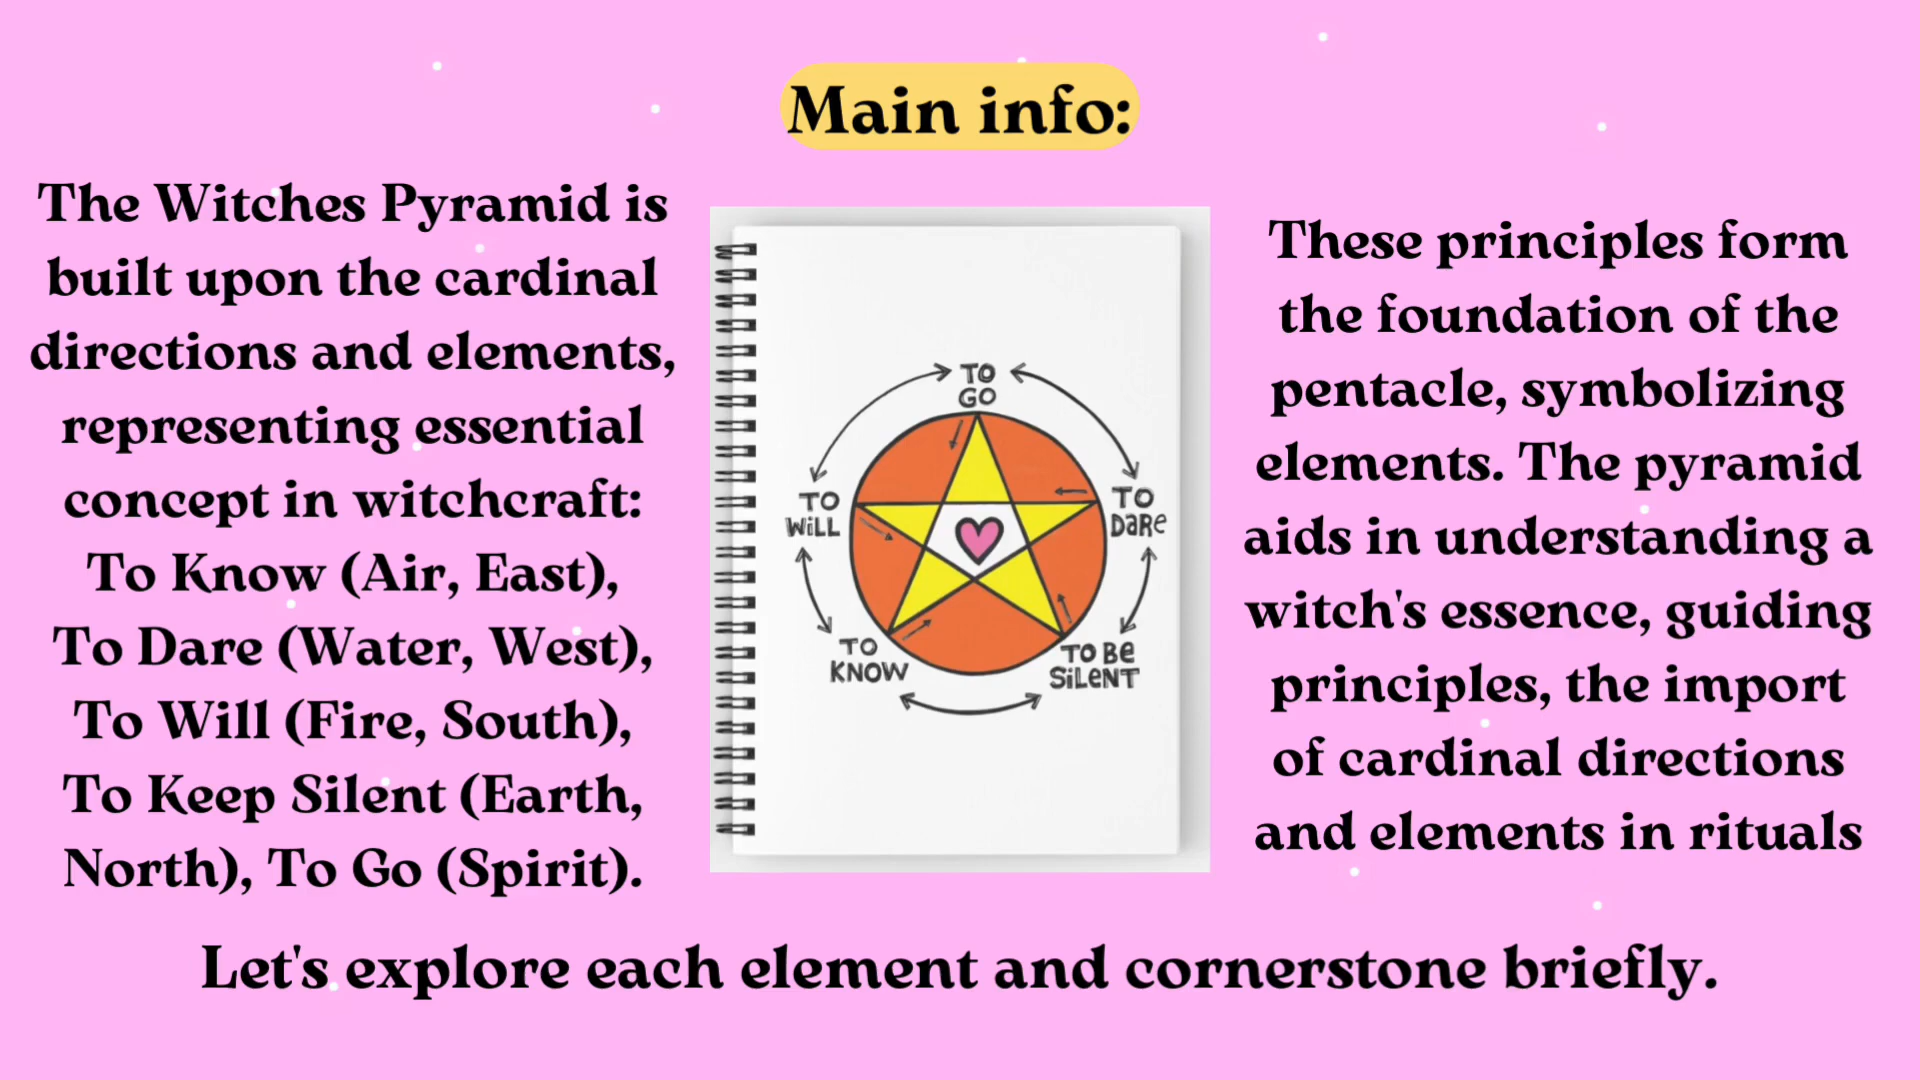 Main info:
The Witches Pyramid is
built upon the cardinal
directions and elements,
representing essential
concept in witchcraft:
To Know (Air, East),
To Dare (Water, West),
To Will (Fire, South),
To Keep Silent (Earth,
North), To Go (Spirit).
TO
GO
TO
WiLL
TO
DARe
TO
KNOW
TO Be
SiLeNT
These principles form
the foundation of the
pentacle, symbolizing
elements. The pyramid
aids in understanding a
witch's essence, guiding
principles, the import
of cardinal directions
and elements in rituals
Let's explore each element and cornerstone briefly.